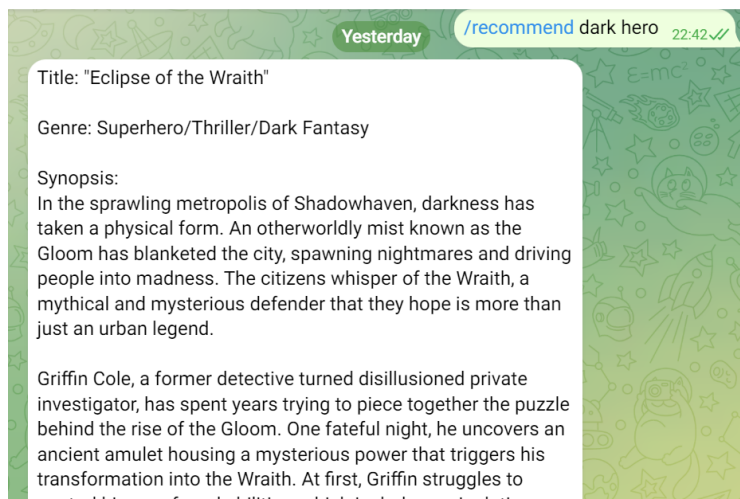 Yesterday
/recommend dark hero 22:42
Title: "Eclipse of the Wraith"
Genre: Superhero/Thriller/Dark Fantasy
Synopsis:
In the sprawling metropolis of Shadowhaven, darkness has
taken a physical form. An otherworldly mist known as the
Gloom has blanketed the city, spawning nightmares and driving
people into madness. The citizens whisper of the Wraith, a
mythical and mysterious defender that they hope is more than
just an urban legend.
Griffin Cole, a former detective turned disillusioned private
investigator, has spent years trying to piece together the puzzle
behind the rise of the Gloom. One fateful night, he uncovers an
ancient amulet housing a mysterious power that triggers his
transformation into the Wraith. At first, Griffin struggles to
E=mc²